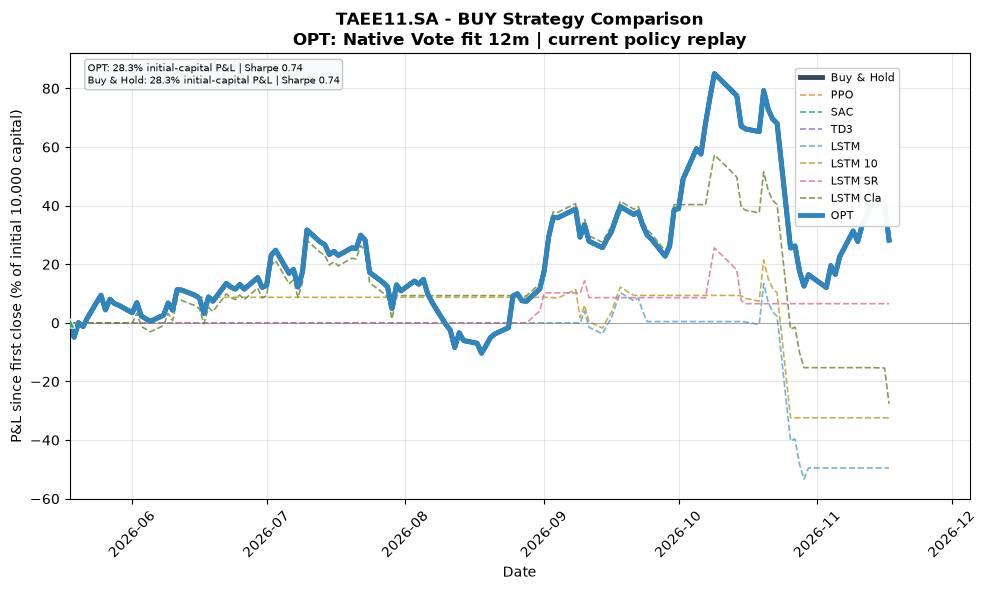 TAEE11.SA - BUY Strategy Comparison
OPT: Native Vote fit 12m | current policy replay
OPT: 28.3% initial-capital P&L | Sharpe 0.74
Buy & Hold: 28.3% initial-capital P&L | Sharpe 0.74
Buy & Hold
PPO
SAC
TD3
LSTM
LSTM 10
LSTM SR
LSTM Cla
OPT
P&L since first close (% of initial 10,000 capital)
80
60
40
20
0
−20
−40
−60
2026-06
2026-07
2026-08
2026-09
2026-10
2026-11
2026-12
Date